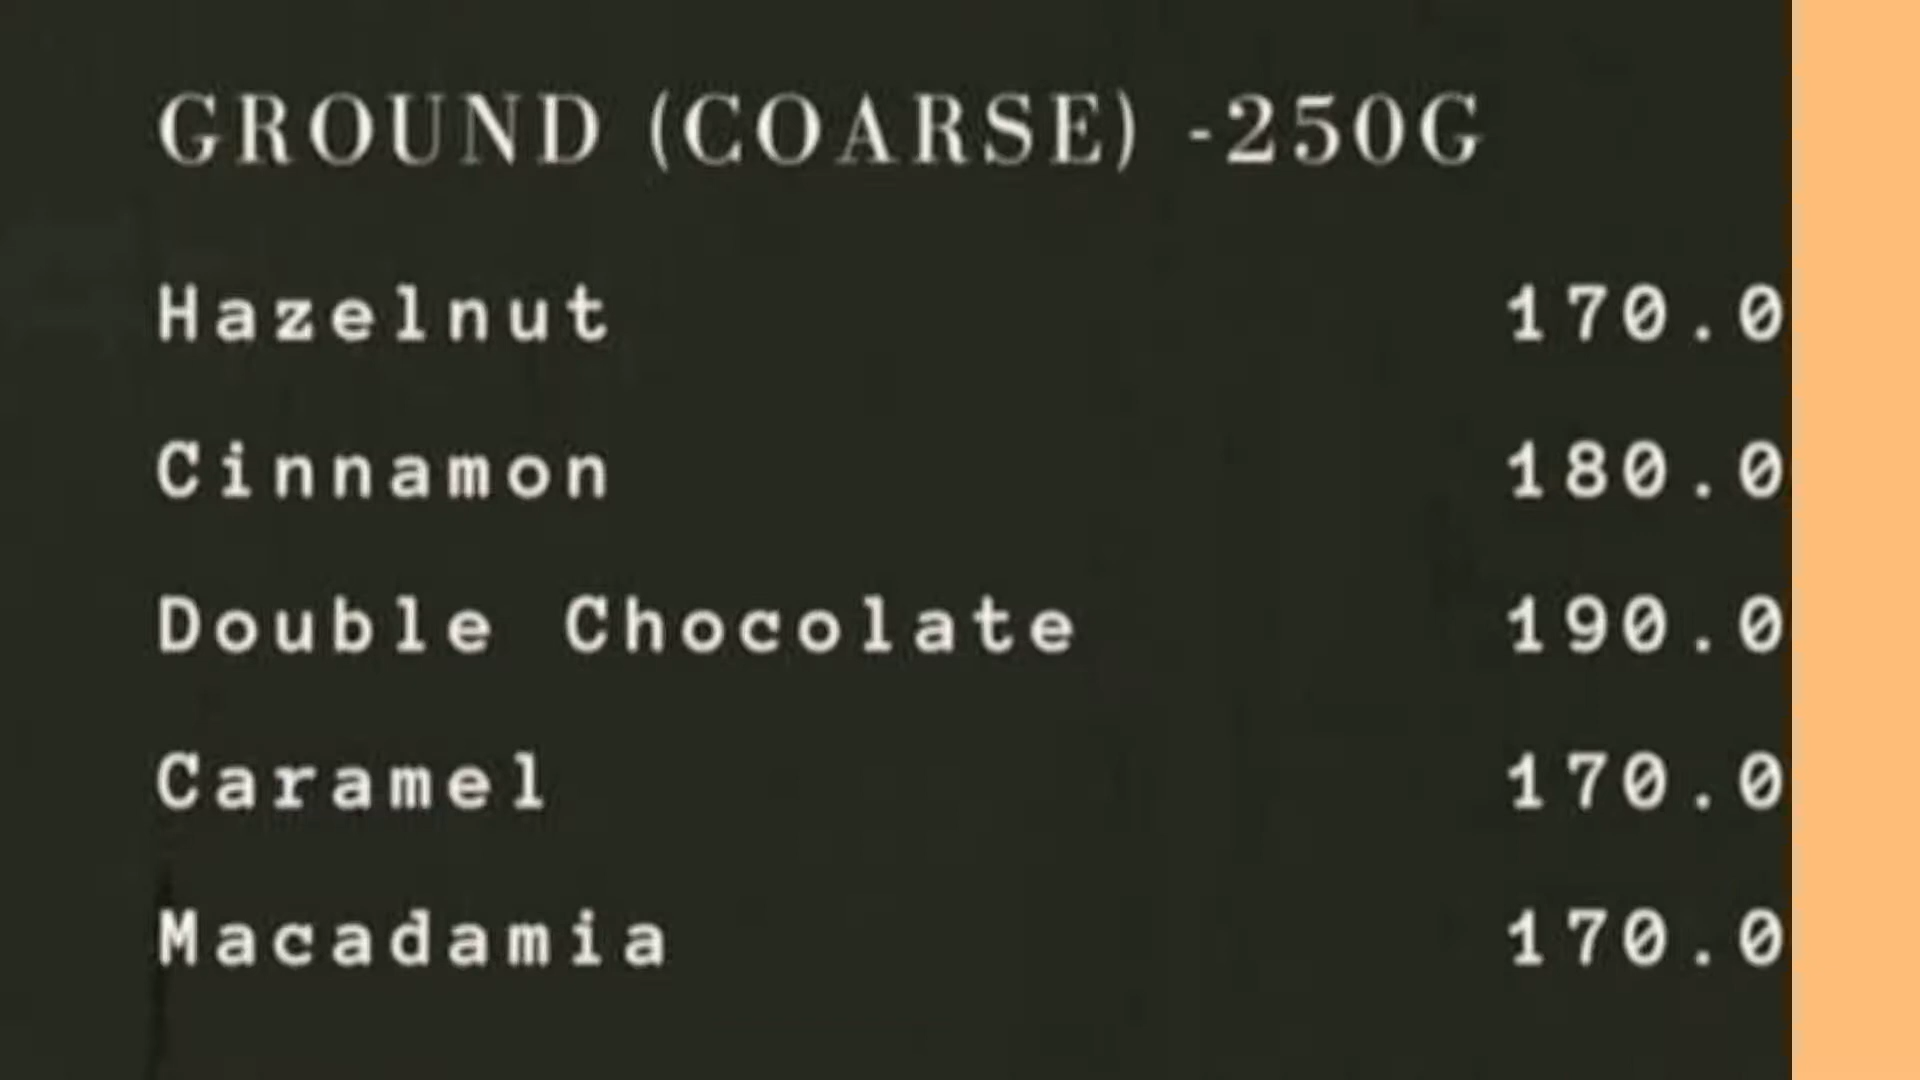 GROUND (COARSE) -250G
Hazelnut 170.0
Cinnamon 180.0
Double Chocolate 190.0
Caramel 170.0
Macadamia 170.0